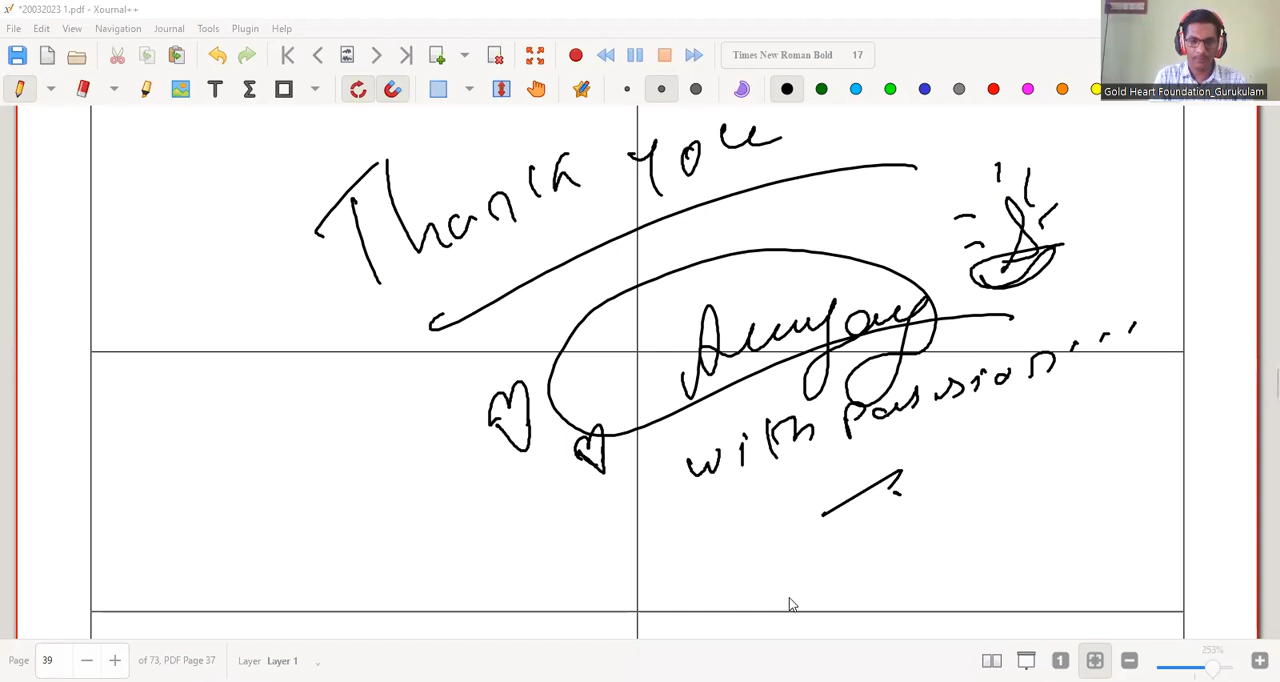 *20032023 1.pdf - Xournal++
File Edit View Navigation Journal Tools Plugin Help
Times New Roman Bold 17
Gold Heart Foundation_Gurukulam
Thank you
with passion...
Page 39 of 73, PDF Page 37 Layer Layer 1
253%